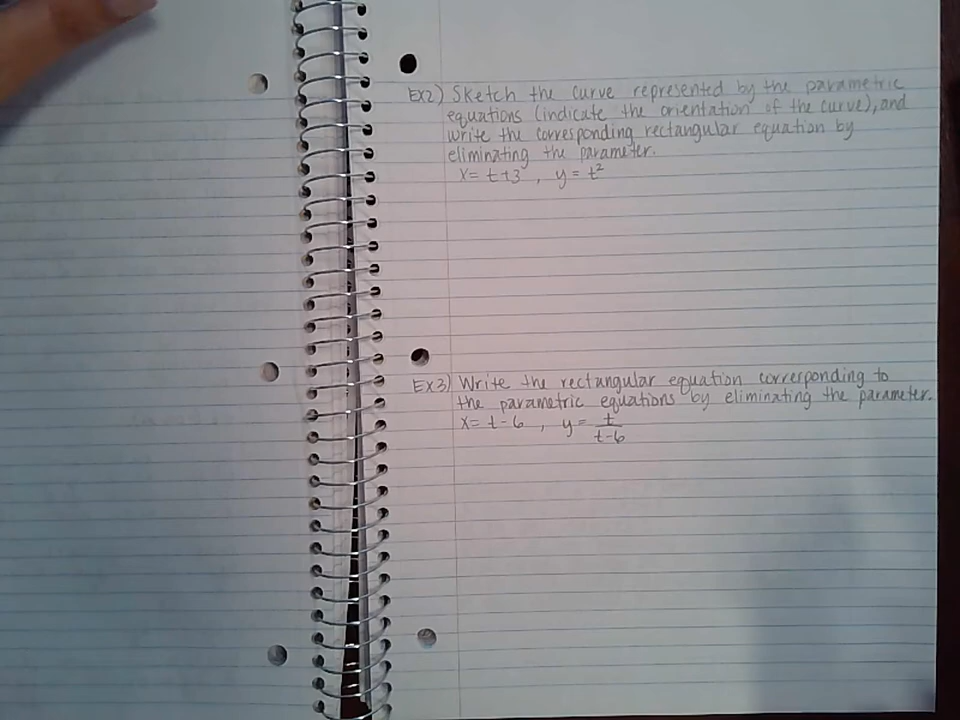 Ex2) Sketch the curve represented by the parametric
equations (indicate the orientation of the curve), and
write the corresponding rectangular equation by
eliminating the parameter.
x = t+3 , y = t²
Ex3) Write the rectangular equation corresponding to
the parametric equations by eliminating the parameter.
x = t-6 , y = t/(t-6)